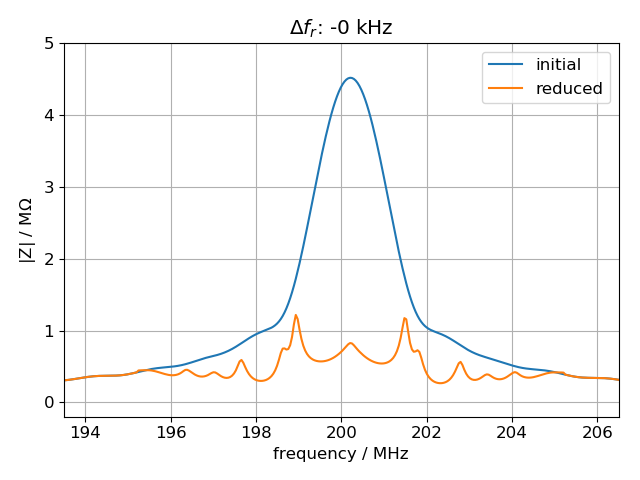 Δf_r: -0 kHz
initial
reduced
|Z| / MΩ
5
4
3
2
1
0
194 196 198 200 202 204 206
frequency / MHz